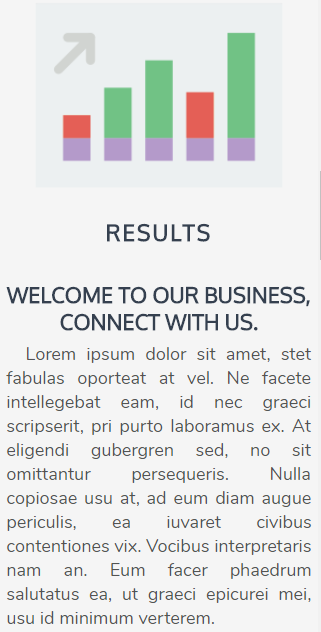 RESULTS
WELCOME TO OUR BUSINESS,
CONNECT WITH US.
Lorem ipsum dolor sit amet, stet
fabulas oporteat at vel. Ne facete
intellegebat eam, id nec graeci
scripserit, pri purto laboramus ex. At
eligendi gubergren sed, no sit
omittantur persequeris. Nulla
copiosae usu at, ad eum diam augue
periculis, ea iuvaret civibus
contentiones vix. Vocibus interpretaris
nam an. Eum facer phaedrum
salutatus ea, ut graeci epicurei mei,
usu id minimum verterem.